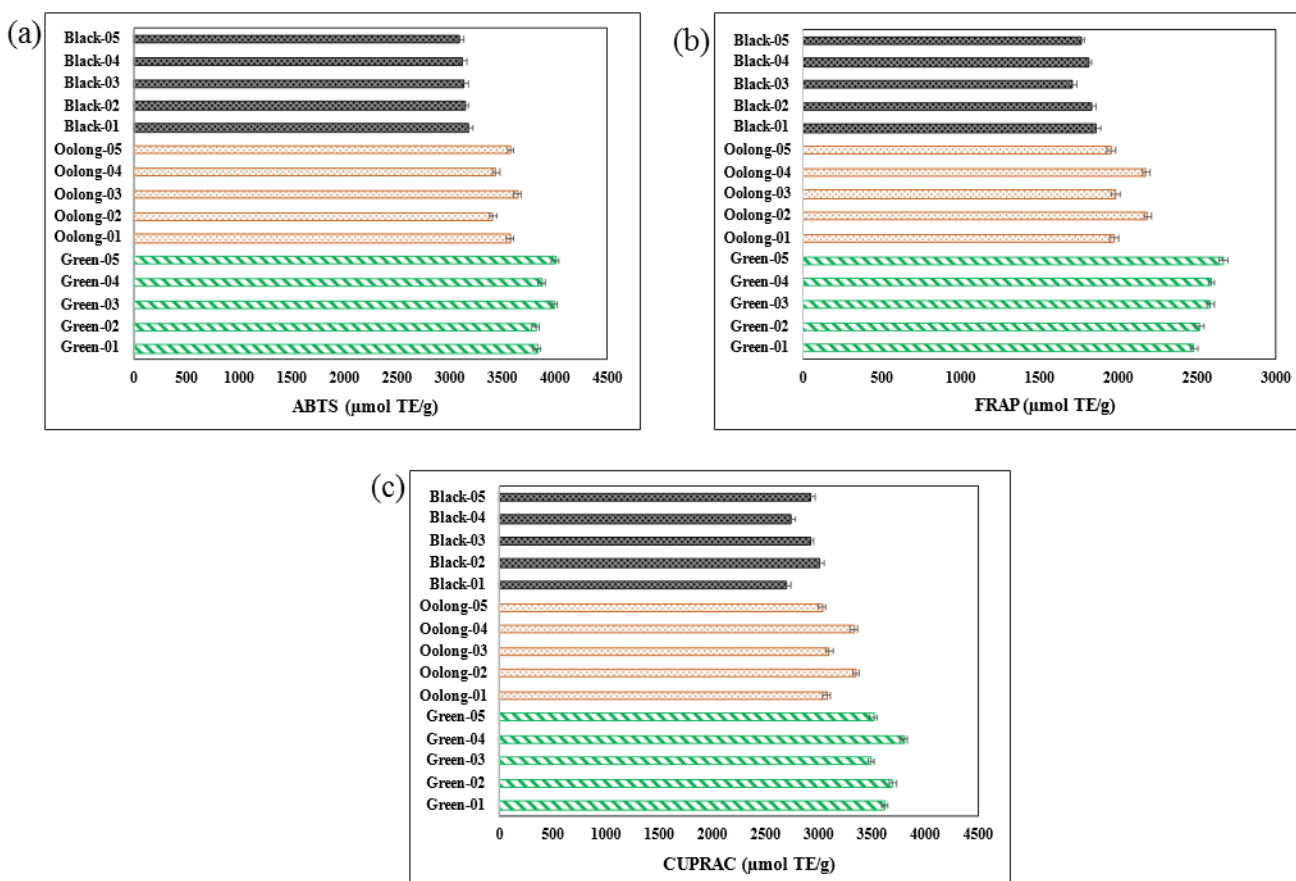 (a)
Black-05
Black-04
Black-03
Black-02
Black-01
Oolong-05
Oolong-04
Oolong-03
Oolong-02
Oolong-01
Green-05
Green-04
Green-03
Green-02
Green-01
0 500 1000 1500 2000 2500 3000 3500 4000 4500
ABTS (µmol TE/g)
(b)
Black-05
Black-04
Black-03
Black-02
Black-01
Oolong-05
Oolong-04
Oolong-03
Oolong-02
Oolong-01
Green-05
Green-04
Green-03
Green-02
Green-01
0 500 1000 1500 2000 2500 3000
FRAP (µmol TE/g)
(c)
Black-05
Black-04
Black-03
Black-02
Black-01
Oolong-05
Oolong-04
Oolong-03
Oolong-02
Oolong-01
Green-05
Green-04
Green-03
Green-02
Green-01
0 500 1000 1500 2000 2500 3000 3500 4000 4500
CUPRAC (µmol TE/g)